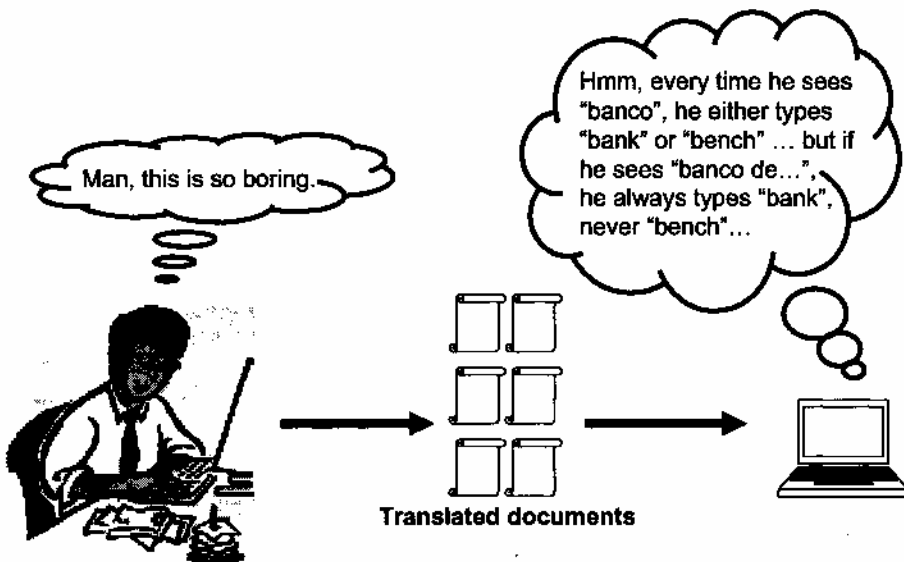 Man, this is so boring.
Hmm, every time he sees
“banco”, he either types
“bank” or “bench” … but if
he sees “banco de…”,
he always types “bank”,
never “bench”…
Translated documents